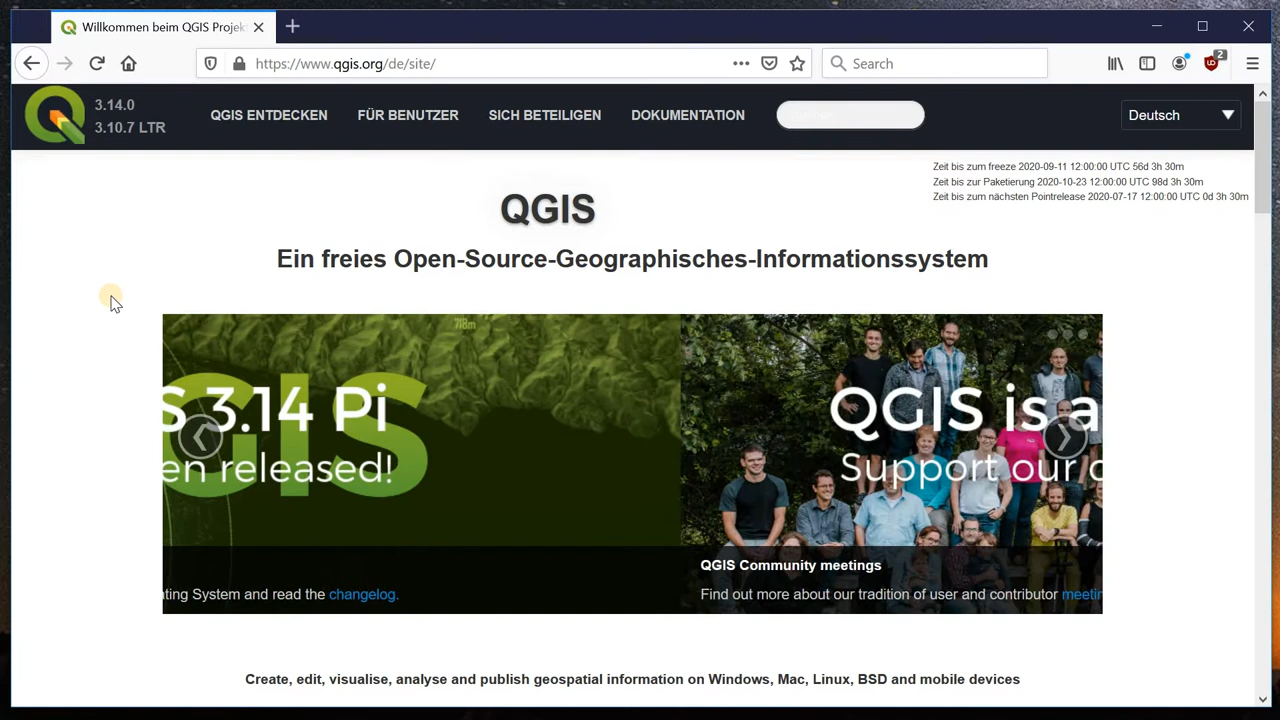 Willkommen beim QGIS Projek
https://www.qgis.org/de/site/
Search
2
3.14.0
3.10.7 LTR
QGIS ENTDECKEN
FÜR BENUTZER
SICH BETEILIGEN
DOKUMENTATION
Deutsch
Zeit bis zum freeze 2020-09-11 12:00:00 UTC 56d 3h 30m
Zeit bis zur Paketierung 2020-10-23 12:00:00 UTC 98d 3h 30m
Zeit bis zum nächsten Pointrelease 2020-07-17 12:00:00 UTC 0d 3h 30m
QGIS
Ein freies Open-Source-Geographisches-Informationssystem
718m
GIS
S 3.14 Pi
en released!
ting System and read the changelog.
QGIS is a
Support our c
QGIS Community meetings
Find out more about our tradition of user and contributor meetin
Create, edit, visualise, analyse and publish geospatial information on Windows, Mac, Linux, BSD and mobile devices